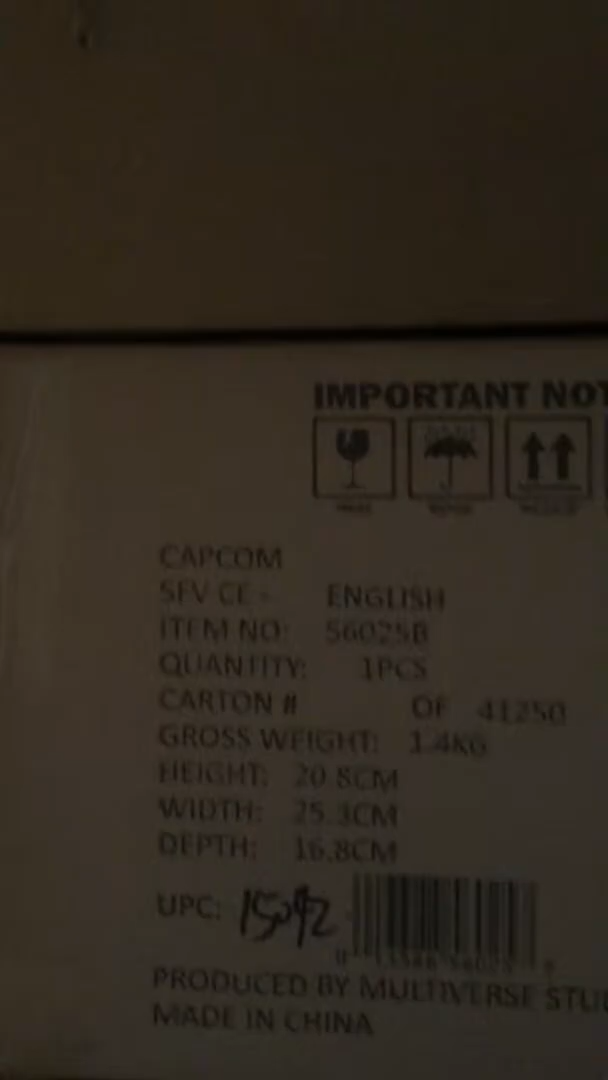 IMPORTANT NOT
CAPCOM
SFV CE - ENGLISH
ITEM NO: 56025B
QUANTITY: 1PCS
CARTON # OF 41250
GROSS WEIGHT: 1.4KG
HEIGHT: 20.8CM
WIDTH: 25.3CM
DEPTH: 16.8CM
UPC: 15042
PRODUCED BY MULTIVERSE STU
MADE IN CHINA